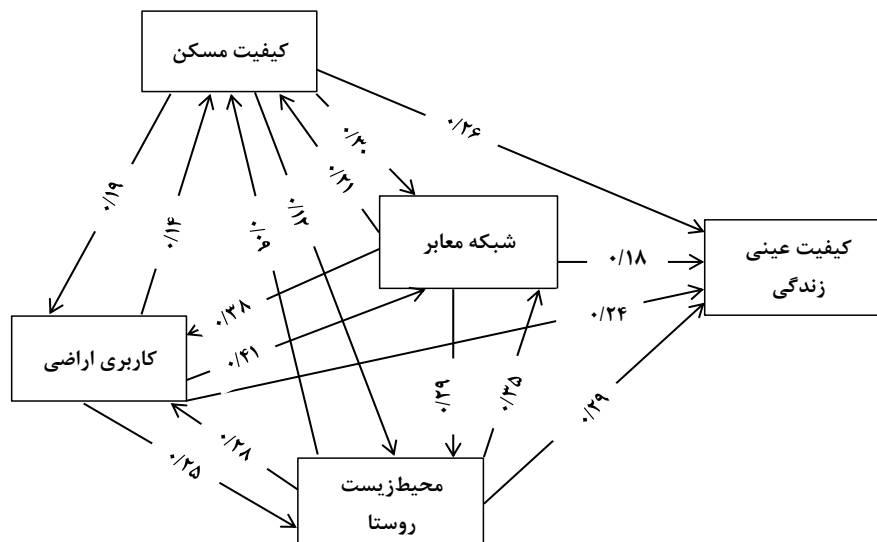 کیفیت مسکن
۰/۲۶
۰/۳۰
۰/۲۱
۰/۱۹
۰/۱۴
۰/۱۲
۰/۰۹
شبکه معابر
کیفیت عینی
زندگی
۰/۱۸
۰/۲۴
۰/۳۸
۰/۴۱
کاربری اراضی
۰/۲۹
۰/۳۵
۰/۲۹
۰/۲۸
۰/۲۵
محیط‌زیست
روستا